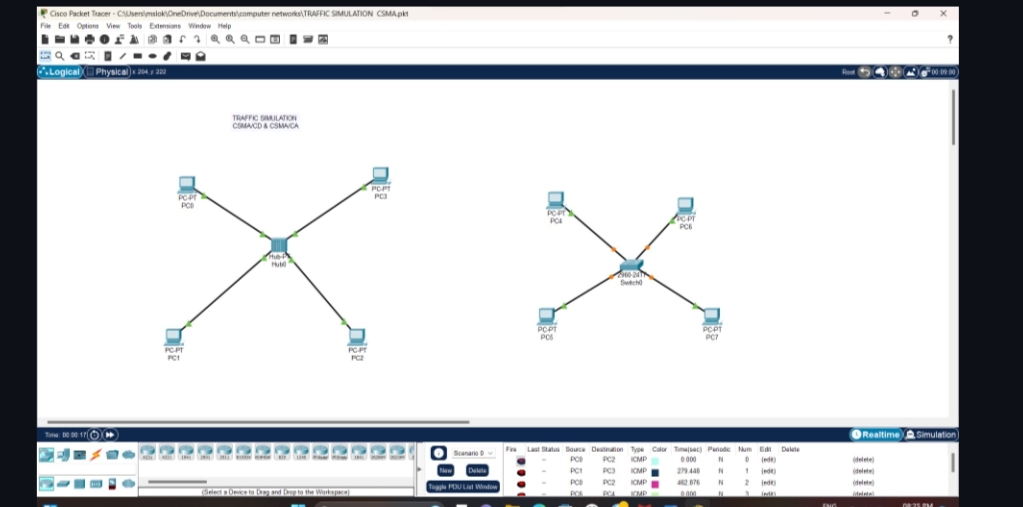 Cisco Packet Tracer - C:\Users\mslok\OneDrive\Documents\computer networks\TRAFFIC SIMULATION CSMA.pkt
File Edit Options View Tools Extensions Window Help
?
Logical Physical x 204, y 222 Root 00:09:00
TRAFFIC SIMULATION
CSMA/CD & CSMA/CA
PC-PT
PC0
PC-PT
PC3
Hub-PT
Hub0
PC-PT
PC1
PC-PT
PC2
PC-PT
PC4
PC-PT
PC6
2960-24TT
Switch0
PC-PT
PC5
PC-PT
PC7
Time: 00:00:17
Realtime Simulation
Scenario 0
New Delete
Toggle PDU List Window
(Select a Device to Drag and Drop to the Workspace)
Fire Last Status Source Destination Type Color Time(sec) Periodic Num Edit Delete
-- PC0 PC2 ICMP 0.000 N 0 (edit) (delete)
-- PC1 PC3 ICMP 279.448 N 1 (edit) (delete)
-- PC0 PC2 ICMP 462.876 N 2 (edit) (delete)
-- PC6 PC4 ICMP 0.000 N 3 (edit) (delete)
ENG 08:25 PM